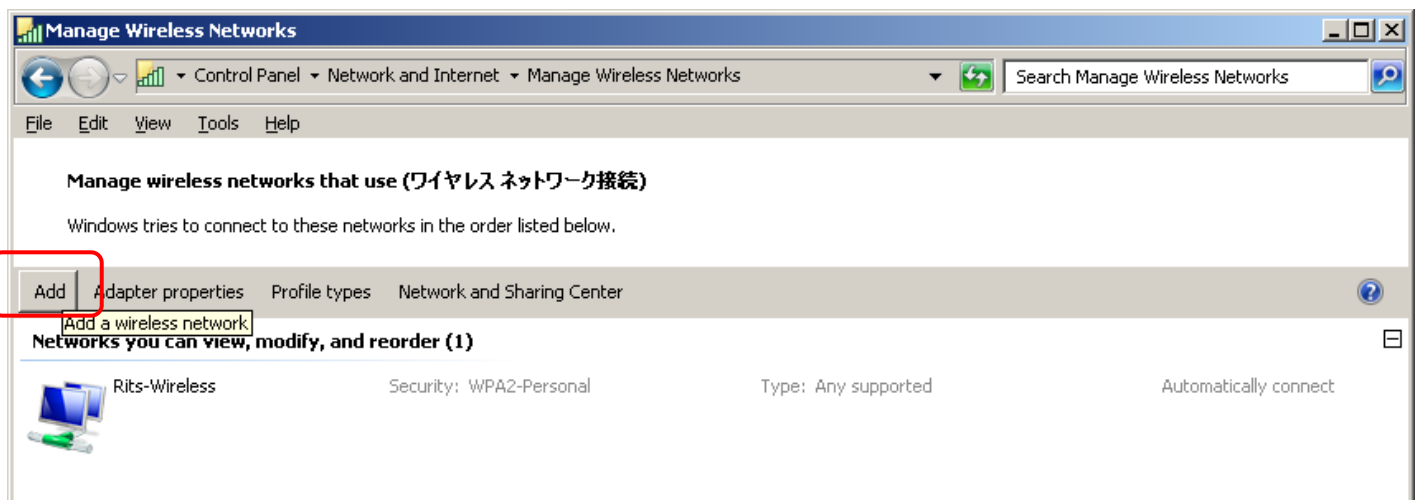 Manage Wireless Networks
Control Panel Network and Internet Manage Wireless Networks Search Manage Wireless Networks
File Edit View Tools Help
Manage wireless networks that use (ワイヤレス ネットワーク接続)
Windows tries to connect to these networks in the order listed below.
Add Adapter properties Profile types Network and Sharing Center
Add a wireless network
Networks you can view, modify, and reorder (1)
Rits-Wireless Security: WPA2-Personal Type: Any supported Automatically connect